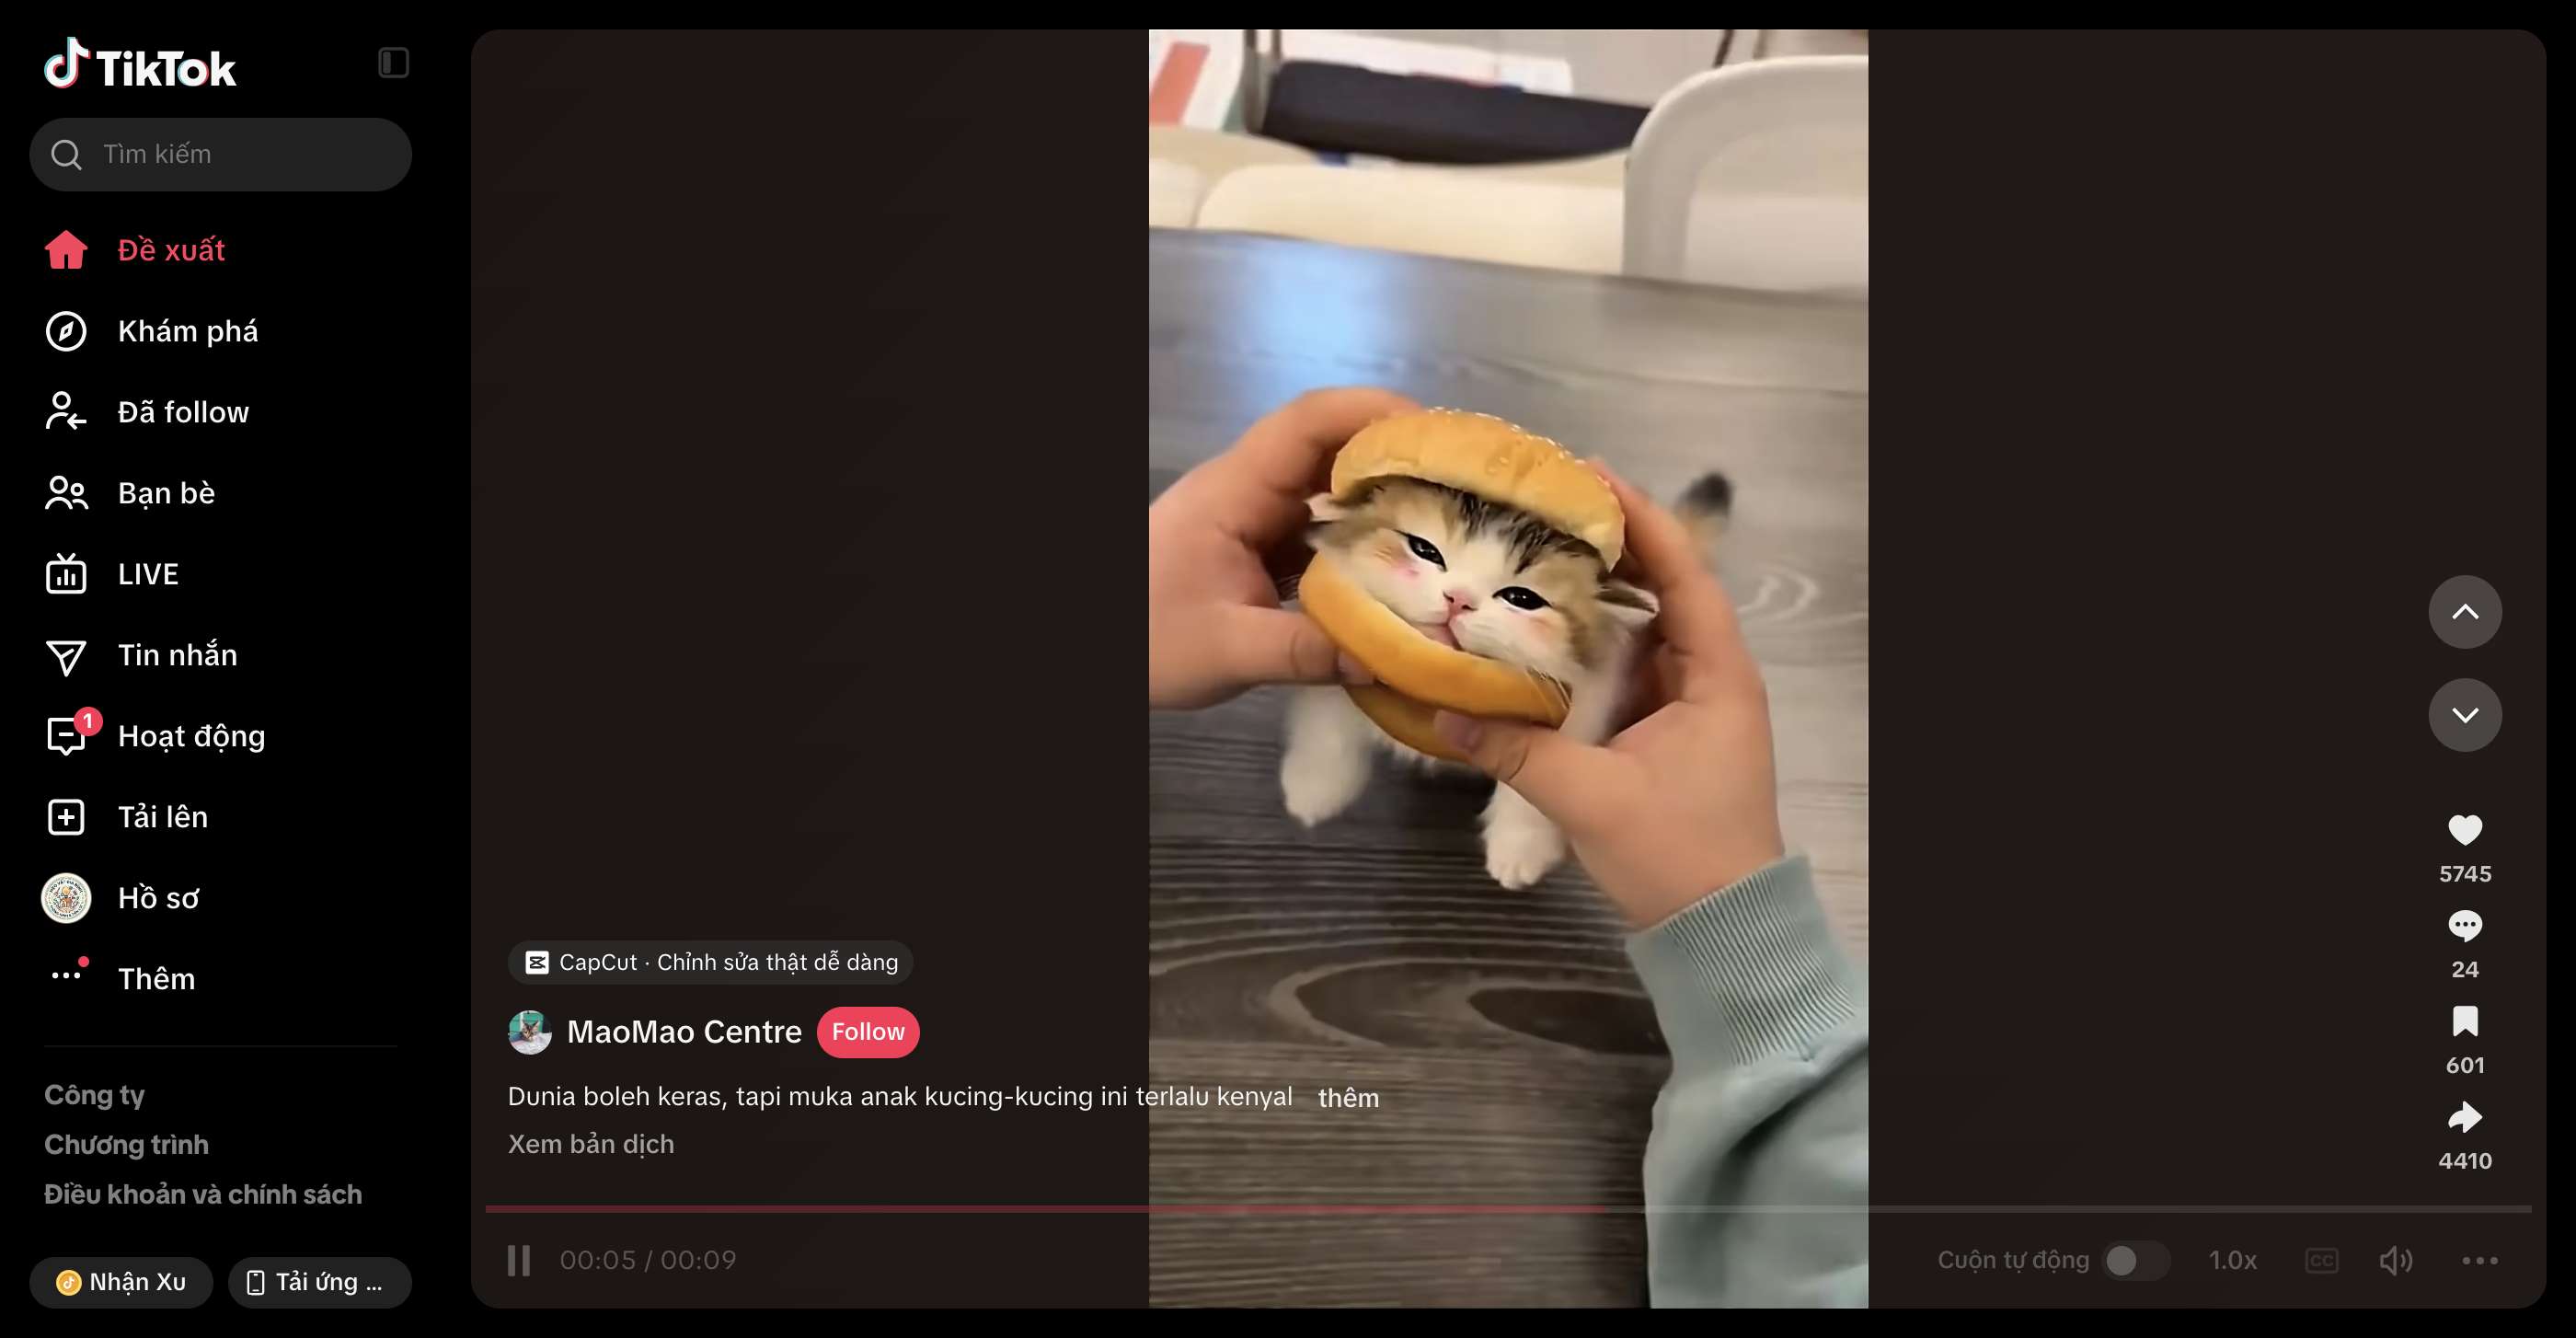 TikTok
Tìm kiếm
Đề xuất
Khám phá
Đã follow
Bạn bè
LIVE
Tin nhắn
1
Hoạt động
Tải lên
Hồ sơ
Thêm
Công ty
Chương trình
Điều khoản và chính sách
Nhận Xu
Tải ứng ...
CapCut · Chỉnh sửa thật dễ dàng
MaoMao Centre
Follow
Dunia boleh keras, tapi muka anak kucing-kucing ini terlalu kenyal thêm
Xem bản dịch
00:05 / 00:09
5745
24
601
4410
Cuộn tự động
1.0x
CC